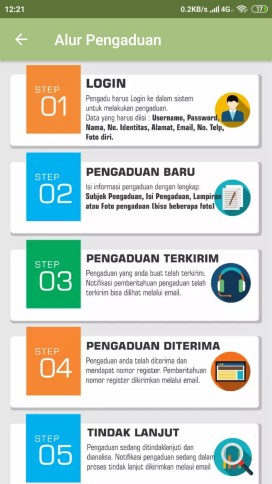 12:21
0.2KB/s 4G 17
Alur Pengaduan
STEP
01
LOGIN
Pengadu harus Login ke dalam sistem
untuk melakukan pengaduan.
Data yang harus diisi : Username, Password,
Nama, No. Identitas, Alamat, Email, No. Telp,
Foto diri.
STEP
02
PENGADUAN BARU
Isi informasi pengaduan dengan lengkap:
Subjek Pengaduan, Isi Pengaduan, Lampiran
atau Foto pengaduan (bisa beberapa foto)
STEP
03
PENGADUAN TERKIRIM
Pengaduan yang anda buat telah terkirim.
Notifikasi pemberitahuan pengaduan telah
terkirim bisa dilihat melalui email.
STEP
04
PENGADUAN DITERIMA
Pengaduan anda telah diterima dan
mendapat nomor register. Pemberitahuan
nomor register dikirimkan melalui email.
STEP
05
TINDAK LANJUT
Pengaduan sedang ditindaklanjuti dan
dianalisa. Notifikasi pengaduan sedang dalam
proses tindak lanjut dikirimkan melalui email